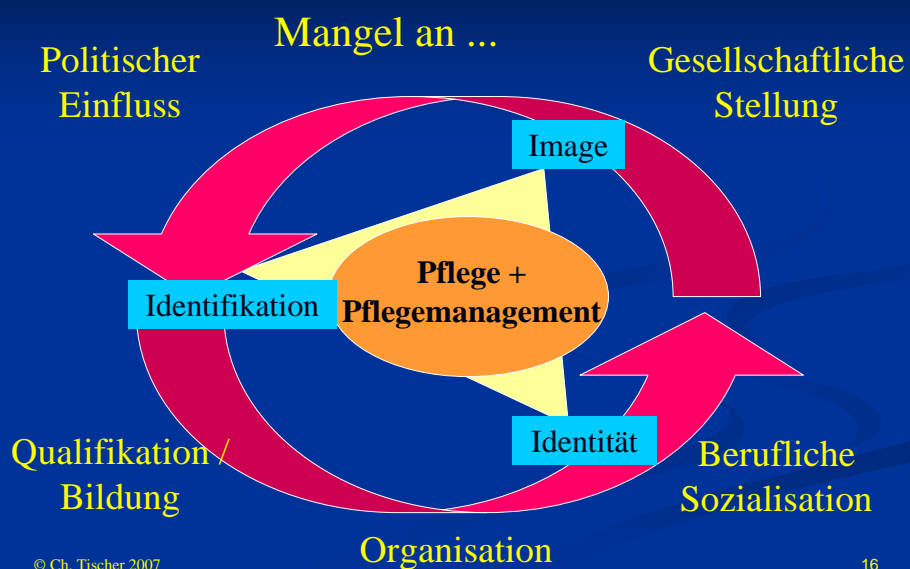 Mangel an ...
Politischer
Einfluss
Gesellschaftliche
Stellung
Image
Pflege +
Pflegemanagement
Identifikation
Identität
Qualifikation /
Bildung
Berufliche
Sozialisation
Organisation
© Ch. Tischer 2007
16